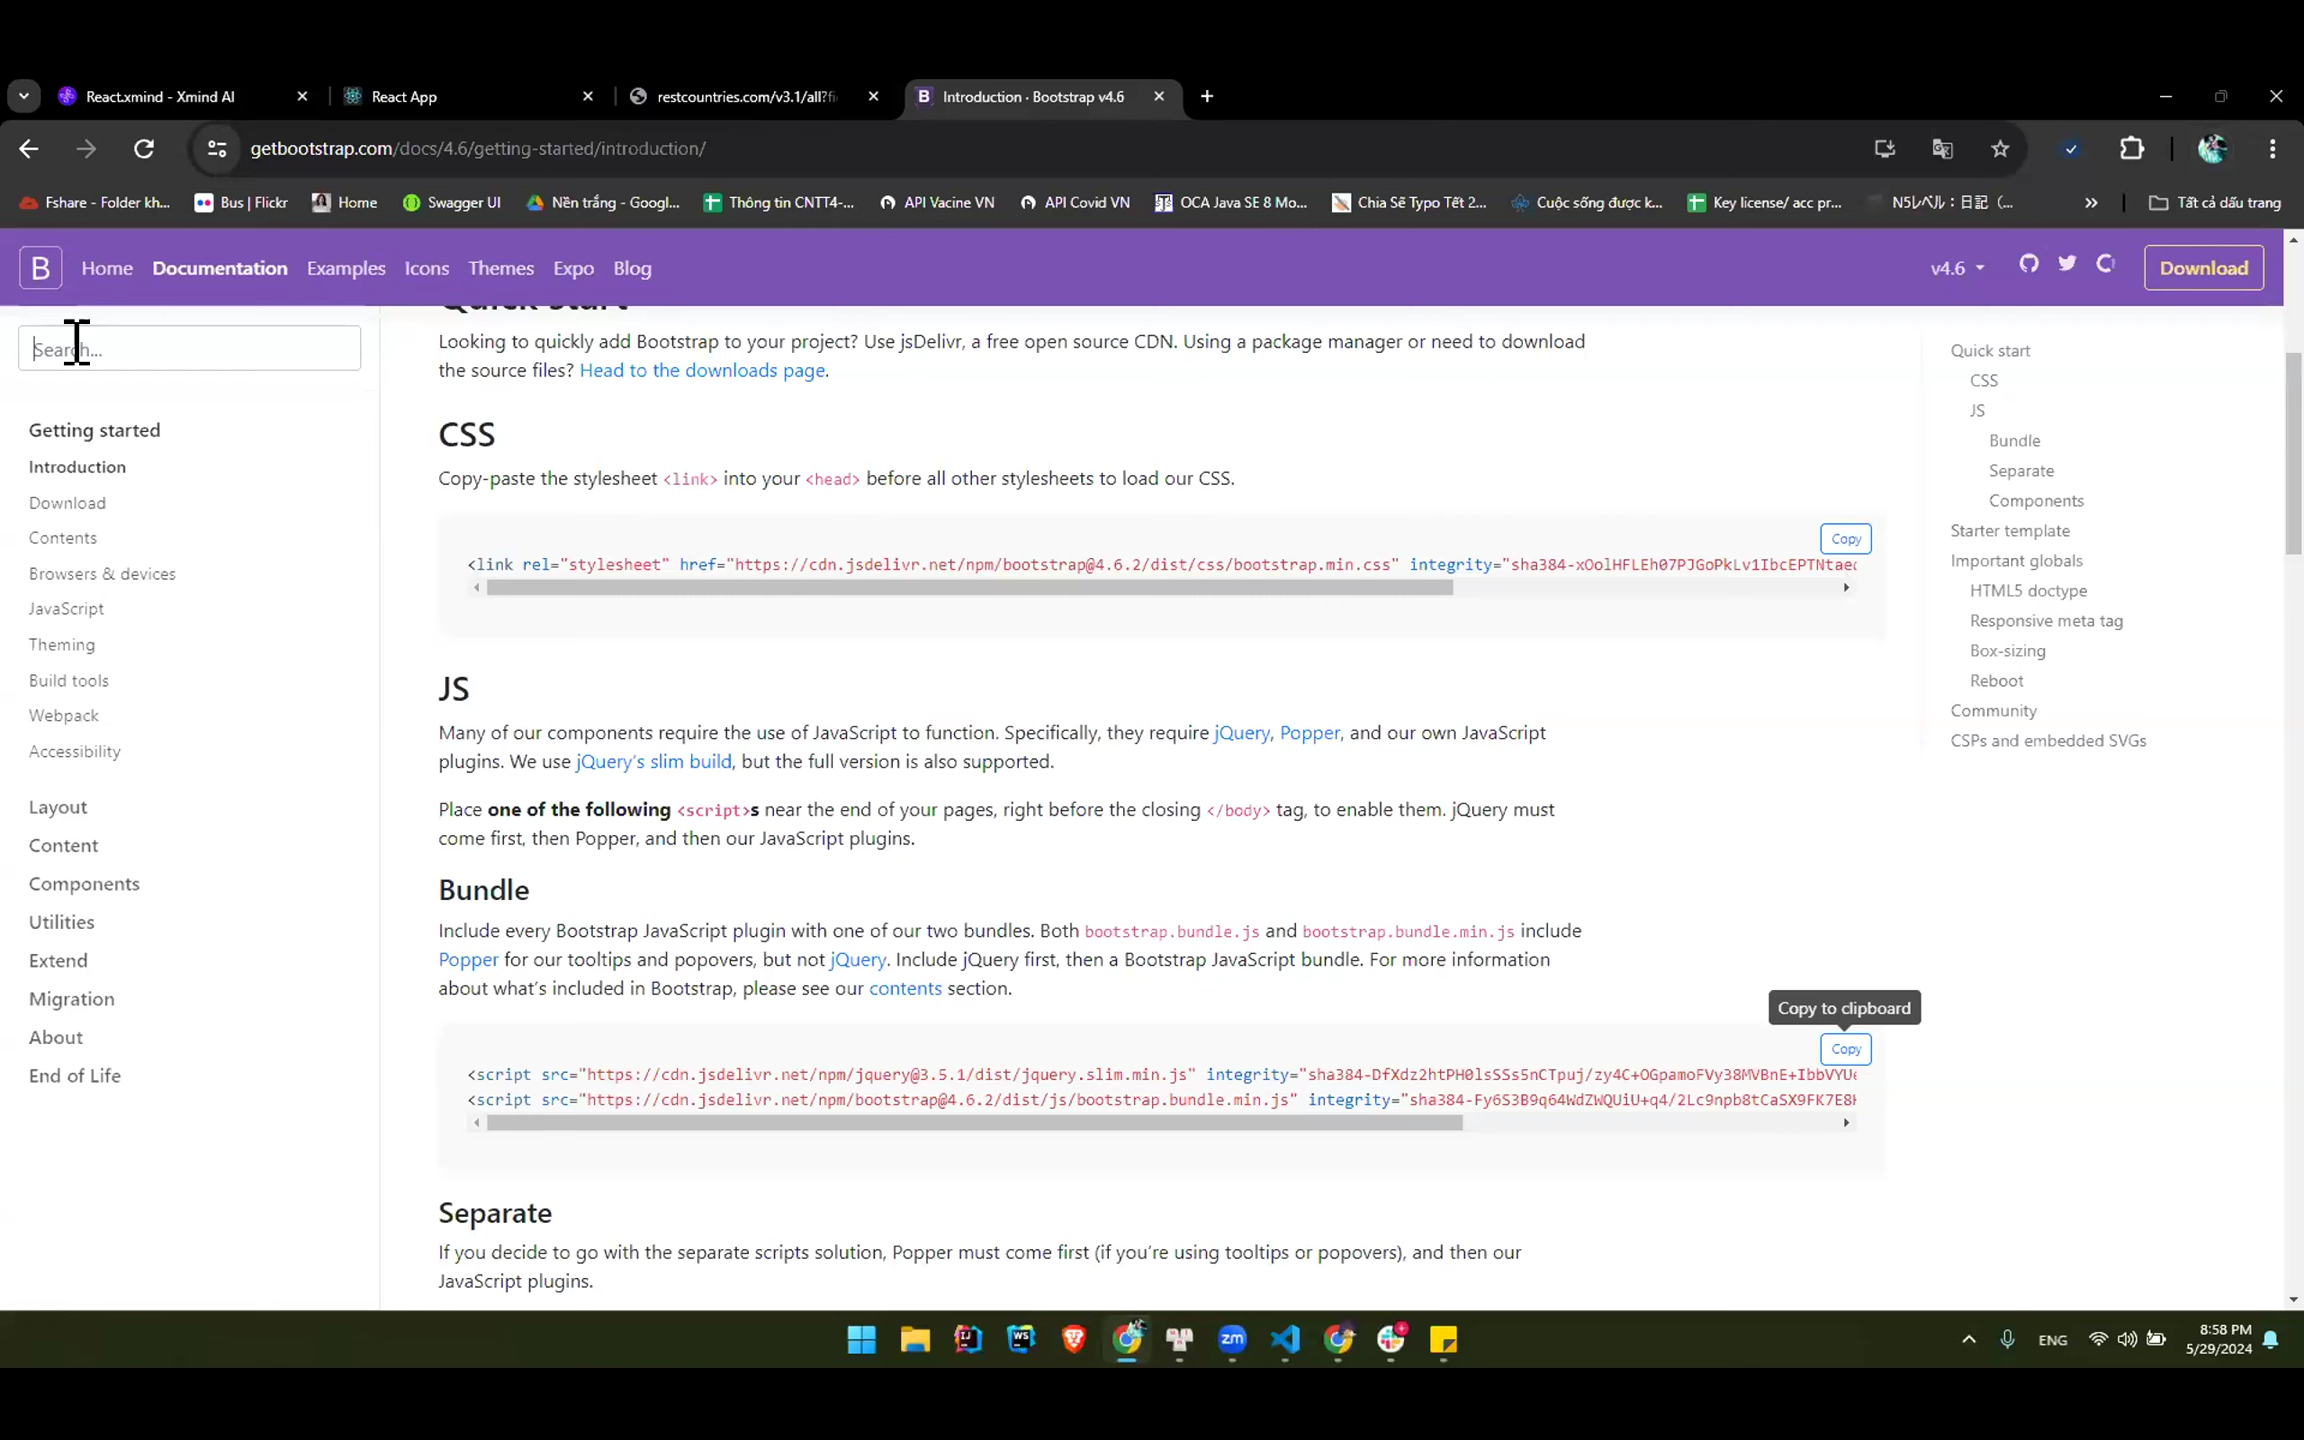 React.xmind - Xmind AI
React App
restcountries.com/v3.1/all?fi
Introduction · Bootstrap v4.6
getbootstrap.com/docs/4.6/getting-started/introduction/
Fshare - Folder kh...
Bus | Flickr
Home
Swagger UI
Nền trắng - Googl...
Thông tin CNTT4-...
API Vacine VN
API Covid VN
OCA Java SE 8 Mo...
Chia Sẽ Typo Tết 2...
Cuộc sống được k...
Key license/ acc pr...
N5レベル：日記（...
Tất cả dấu trang
B
Home
Documentation
Examples
Icons
Themes
Expo
Blog
v4.6
Download
Search...
Getting started
Introduction
Download
Contents
Browsers & devices
JavaScript
Theming
Build tools
Webpack
Accessibility
Layout
Content
Components
Utilities
Extend
Migration
About
End of Life
Quick start
Looking to quickly add Bootstrap to your project? Use jsDelivr, a free open source CDN. Using a package manager or need to download
the source files? Head to the downloads page.
CSS
Copy-paste the stylesheet <link> into your <head> before all other stylesheets to load our CSS.
Copy
<link rel="stylesheet" href="https://cdn.jsdelivr.net/npm/bootstrap@4.6.2/dist/css/bootstrap.min.css" integrity="sha384-xOolHFLEh07PJGoPkLv1IbcEPTNtaec
JS
Many of our components require the use of JavaScript to function. Specifically, they require jQuery, Popper, and our own JavaScript
plugins. We use jQuery’s slim build, but the full version is also supported.
Place one of the following <script>s near the end of your pages, right before the closing </body> tag, to enable them. jQuery must
come first, then Popper, and then our JavaScript plugins.
Bundle
Include every Bootstrap JavaScript plugin with one of our two bundles. Both bootstrap.bundle.js and bootstrap.bundle.min.js include
Popper for our tooltips and popovers, but not jQuery. Include jQuery first, then a Bootstrap JavaScript bundle. For more information
about what’s included in Bootstrap, please see our contents section.
Copy to clipboard
Copy
<script src="https://cdn.jsdelivr.net/npm/jquery@3.5.1/dist/jquery.slim.min.js" integrity="sha384-DfXdz2htPH0lsSSs5nCTpuj/zy4C+OGpamoFVy38MVBnE+IbbVYUe
<script src="https://cdn.jsdelivr.net/npm/bootstrap@4.6.2/dist/js/bootstrap.bundle.min.js" integrity="sha384-Fy6S3B9q64WdZWQUiU+q4/2Lc9npb8tCaSX9FK7E8H
Separate
If you decide to go with the separate scripts solution, Popper must come first (if you’re using tooltips or popovers), and then our
JavaScript plugins.
Quick start
CSS
JS
Bundle
Separate
Components
Starter template
Important globals
HTML5 doctype
Responsive meta tag
Box-sizing
Reboot
Community
CSPs and embedded SVGs
IJ
WS
zm
ENG
8:58 PM
5/29/2024